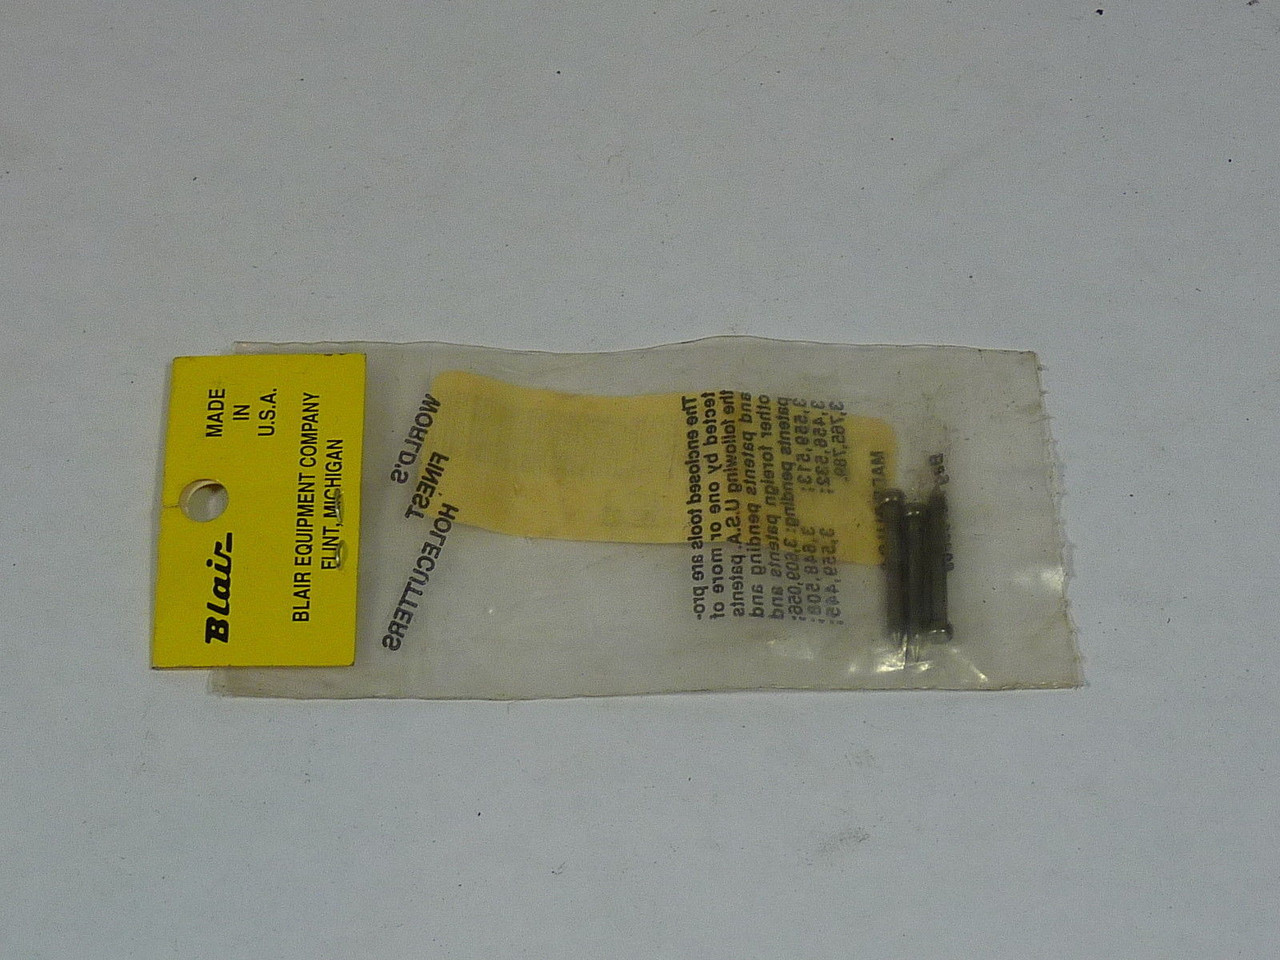 MADE
IN
U.S.A.
Blair
BLAIR EQUIPMENT COMPANY
FLINT, MICHIGAN
WORLD'S
FINEST
HOLECUTTERS
The enclosed tools are pro-
tected by one or more of
the following U.S.A. patents
and patents pending and
other foreign patents and
patents pending: 3,609,056;
3,559,513; 3,648,508;
3,456,532; 3,559,445;
3,765,789.